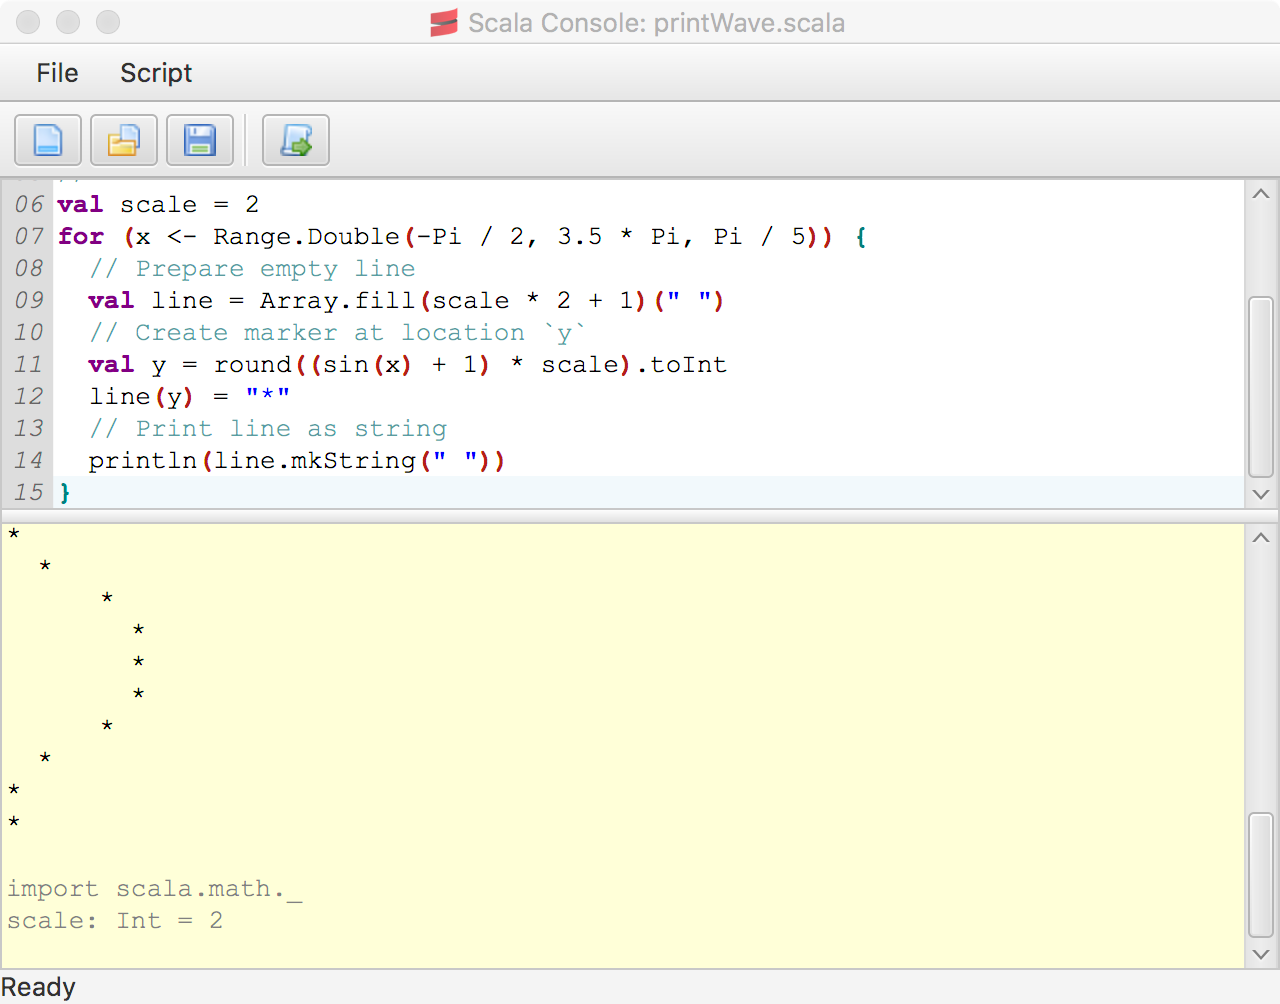 Scala Console: printWave.scala
File Script
06 val scale = 2
07 for (x <- Range.Double(-Pi / 2, 3.5 * Pi, Pi / 5)) {
08   // Prepare empty line
09   val line = Array.fill(scale * 2 + 1)(" ")
10   // Create marker at location `y`
11   val y = round((sin(x) + 1) * scale).toInt
12   line(y) = "*"
13   // Print line as string
14   println(line.mkString(" "))
15 }
*
  *
      *
        *
        *
        *
      *
  *
*
*
import scala.math._
scale: Int = 2
Ready